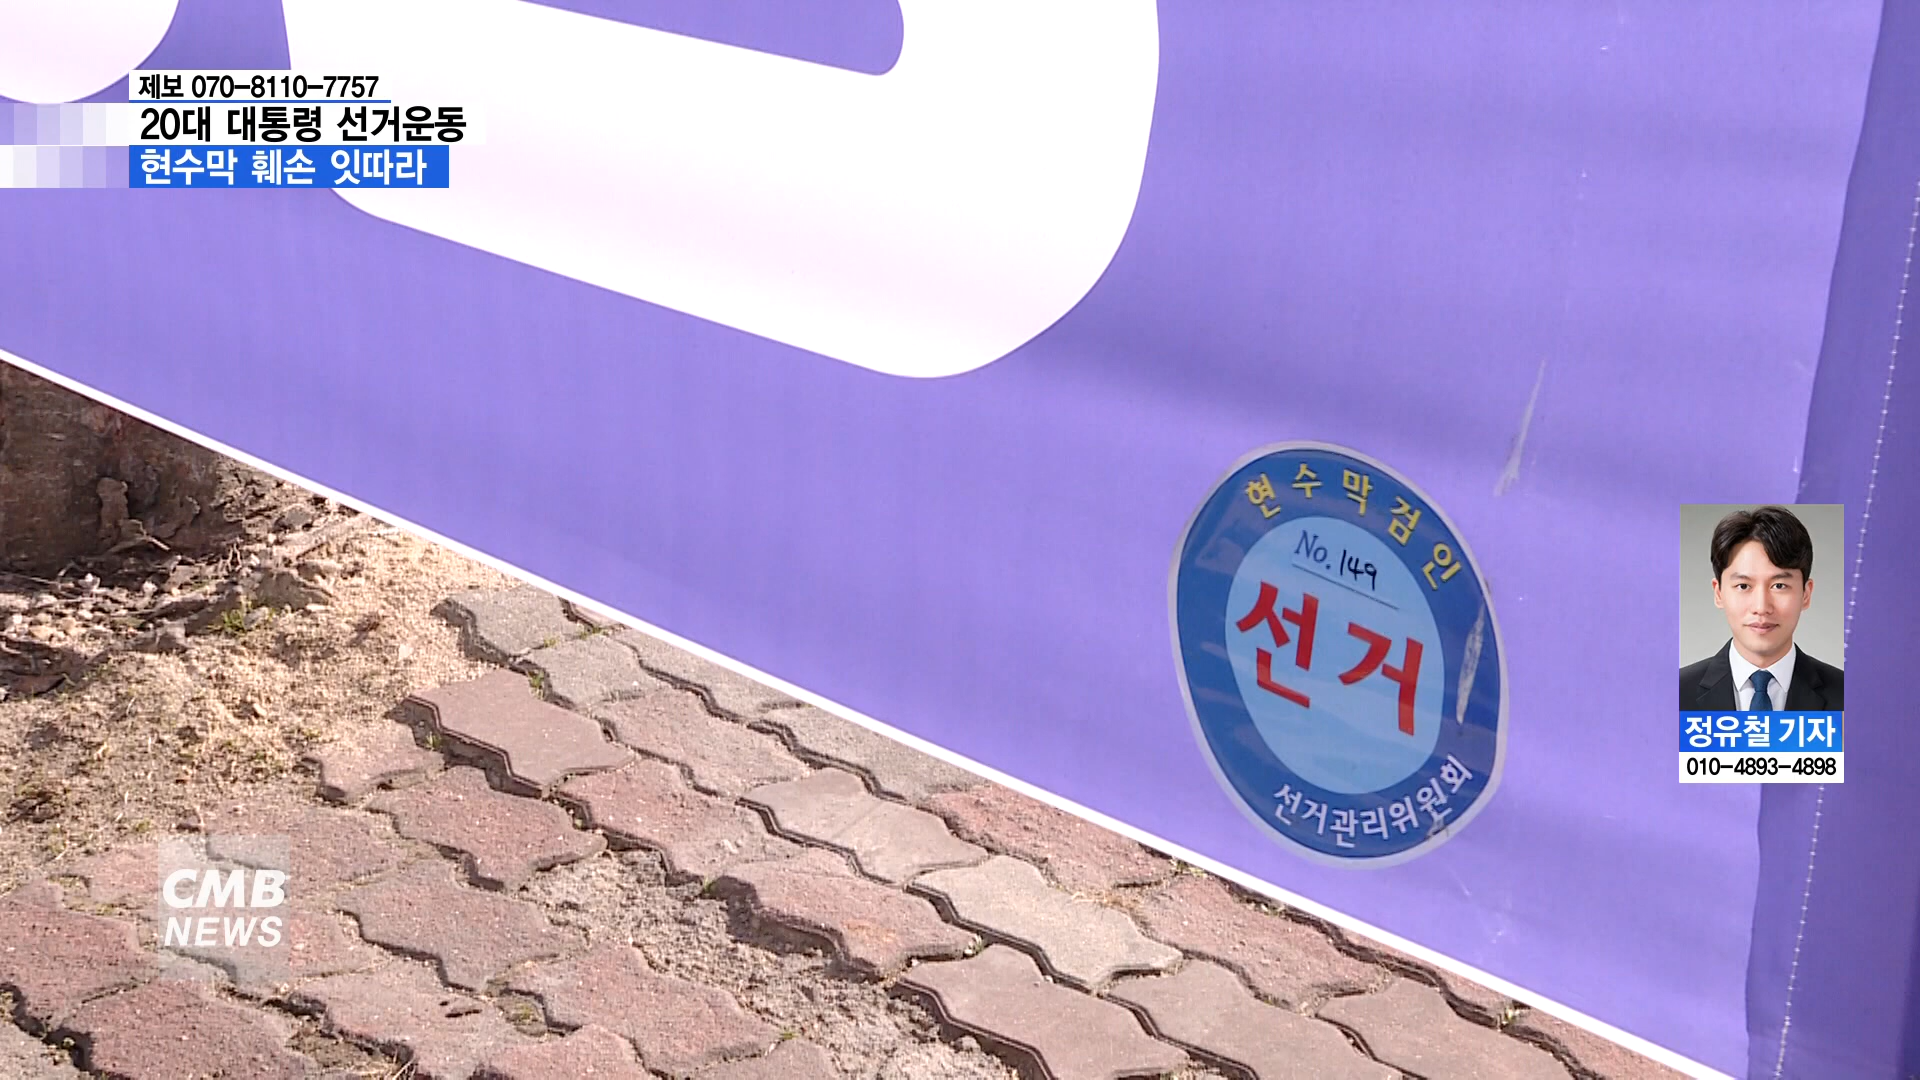 제보 070-8110-7757
20대 대통령 선거운동
현수막 훼손 잇따라
현수막검인
No. 149
선거
선거관리위원회
정유철 기자
010-4893-4898
CMB
NEWS